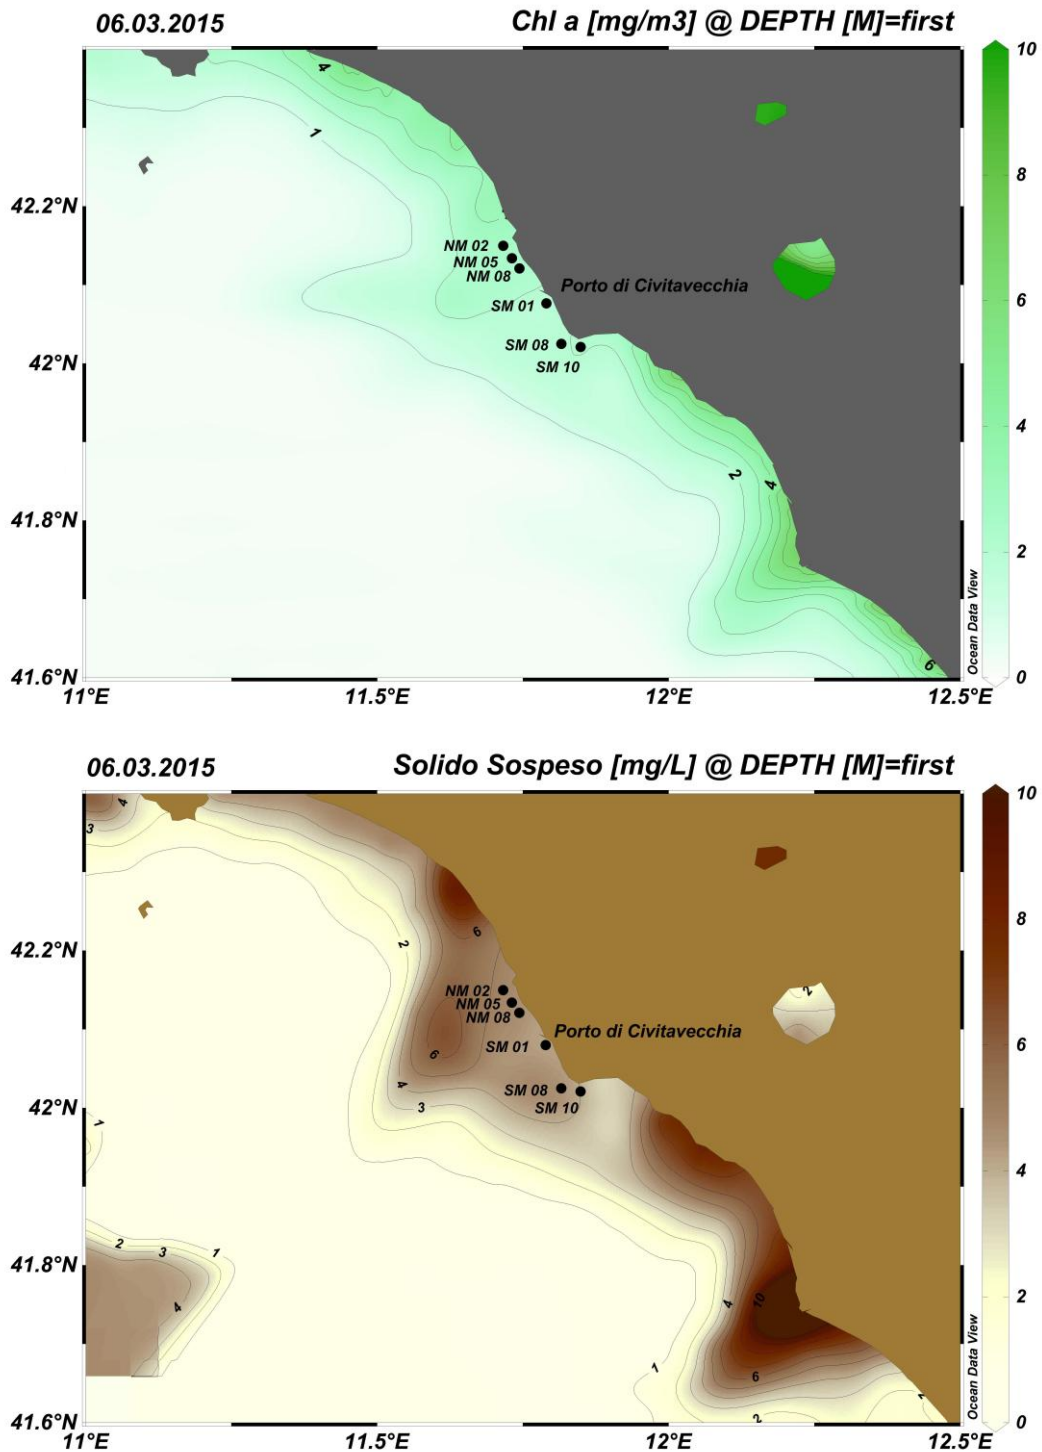 06.03.2015
Chl a [mg/m3] @ DEPTH [M]=first
10
4
1
8
42.2°N
NM 02
NM 05
NM 08
Porto di Civitavecchia
6
SM 01
SM 08
42°N
SM 10
4
2
4
41.8°N
2
Ocean Data View
6
41.6°N
0
11°E
11.5°E
12°E
12.5°E
06.03.2015
Solido Sospeso [mg/L] @ DEPTH [M]=first
10
4
3
8
6
2
42.2°N
2
NM 02
NM 05
NM 08
Porto di Civitavecchia
6
SM 01
6
4
SM 08
3
SM 10
42°N
1
4
2
3
1
41.8°N
4
4
10
2
Ocean Data View
1
6
2
41.6°N
0
11°E
11.5°E
12°E
12.5°E